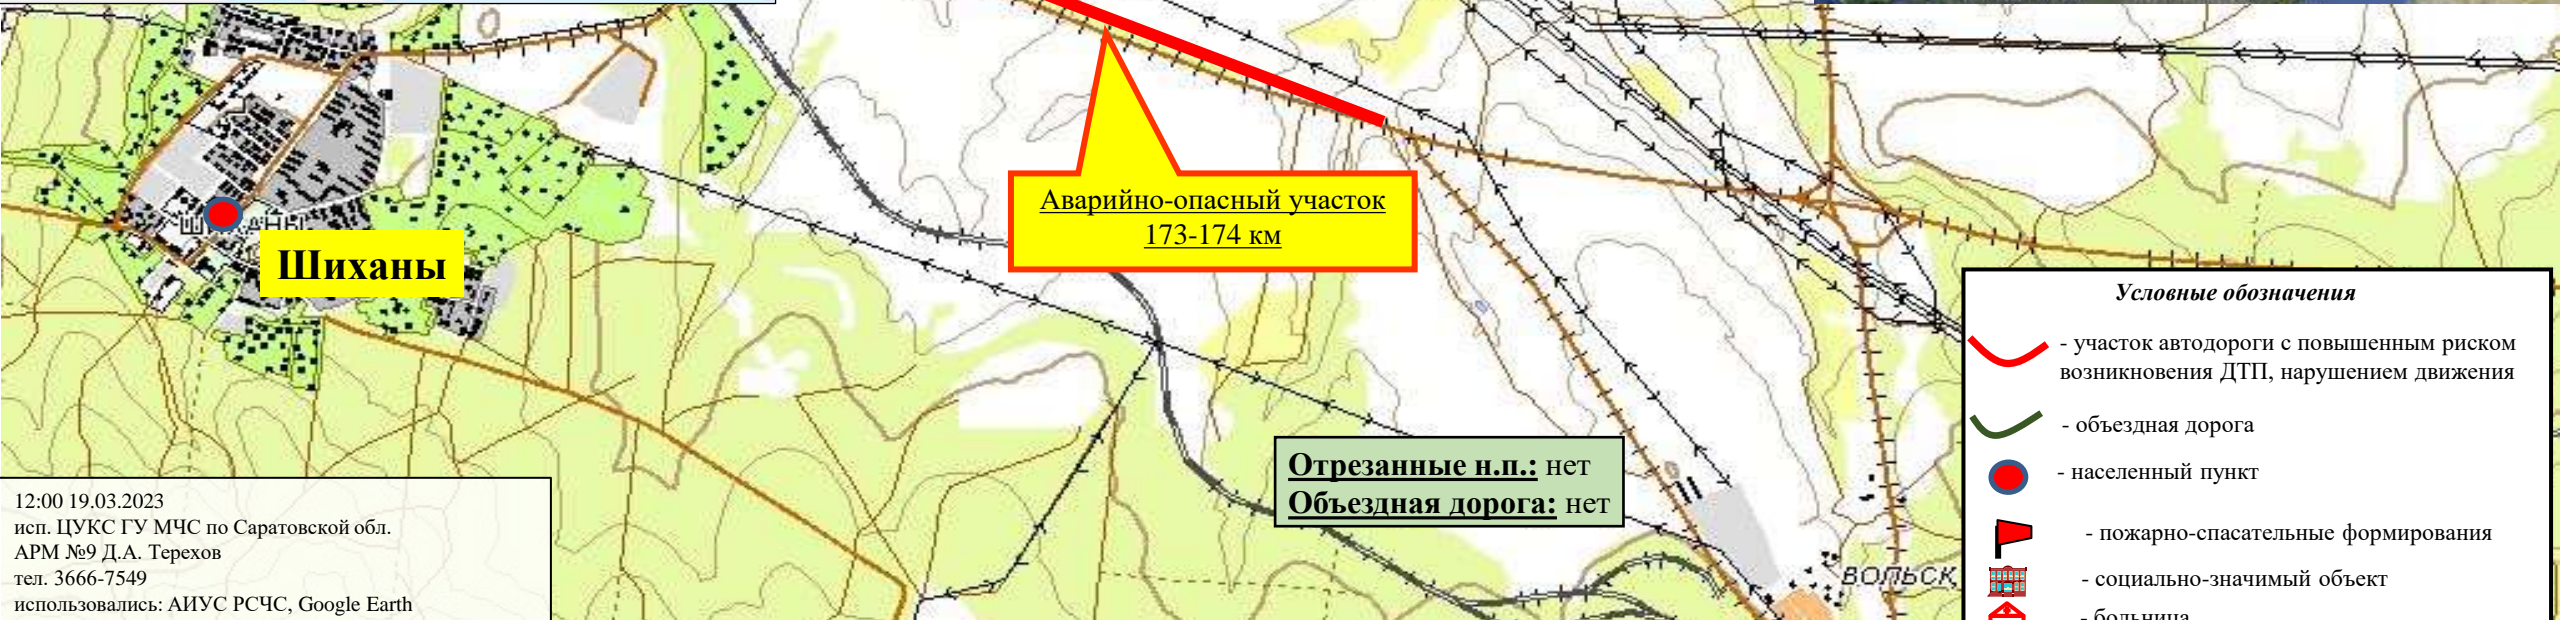 Аварийно-опасный участок
173-174 км
ШИХАНЫ
Шиханы
Условные обозначения
- участок автодороги с повышенным риском
возникновения ДТП, нарушением движения
- объездная дорога
- населенный пункт
- пожарно-спасательные формирования
- социально-значимый объект
- больница
Отрезанные н.п.: нет
Объездная дорога: нет
ВОЛЬСК
12:00 19.03.2023
исп. ЦУКС ГУ МЧС по Саратовской обл.
АРМ №9 Д.А. Терехов
тел. 3666-7549
использовались: АИУС РСЧС, Google Earth